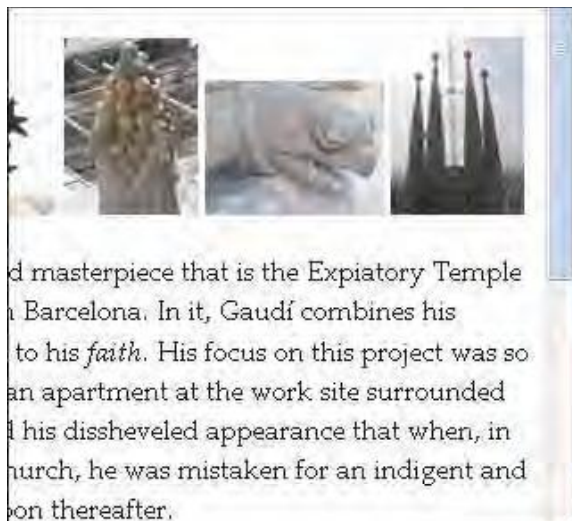 d masterpiece that is the Expiatory Temple
Barcelona. In it, Gaudí combines his
to his faith. His focus on this project was so
an apartment at the work site surrounded
his dissheveled appearance that when, in
hurch, he was mistaken for an indigent and
on thereafter.